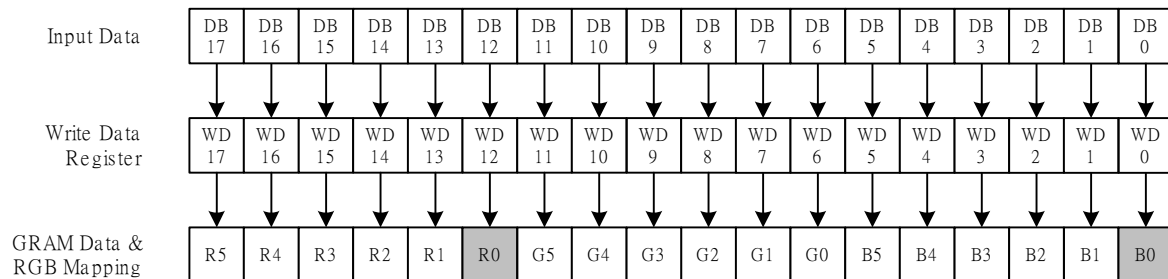 Input Data
DB 17 DB 16 DB 15 DB 14 DB 13 DB 12 DB 11 DB 10 DB 9 DB 8 DB 7 DB 6 DB 5 DB 4 DB 3 DB 2 DB 1 DB 0
Write Data
Register
WD 17 WD 16 WD 15 WD 14 WD 13 WD 12 WD 11 WD 10 WD 9 WD 8 WD 7 WD 6 WD 5 WD 4 WD 3 WD 2 WD 1 WD 0
GRAM Data &
RGB Mapping
R5 R4 R3 R2 R1 R0 G5 G4 G3 G2 G1 G0 B5 B4 B3 B2 B1 B0